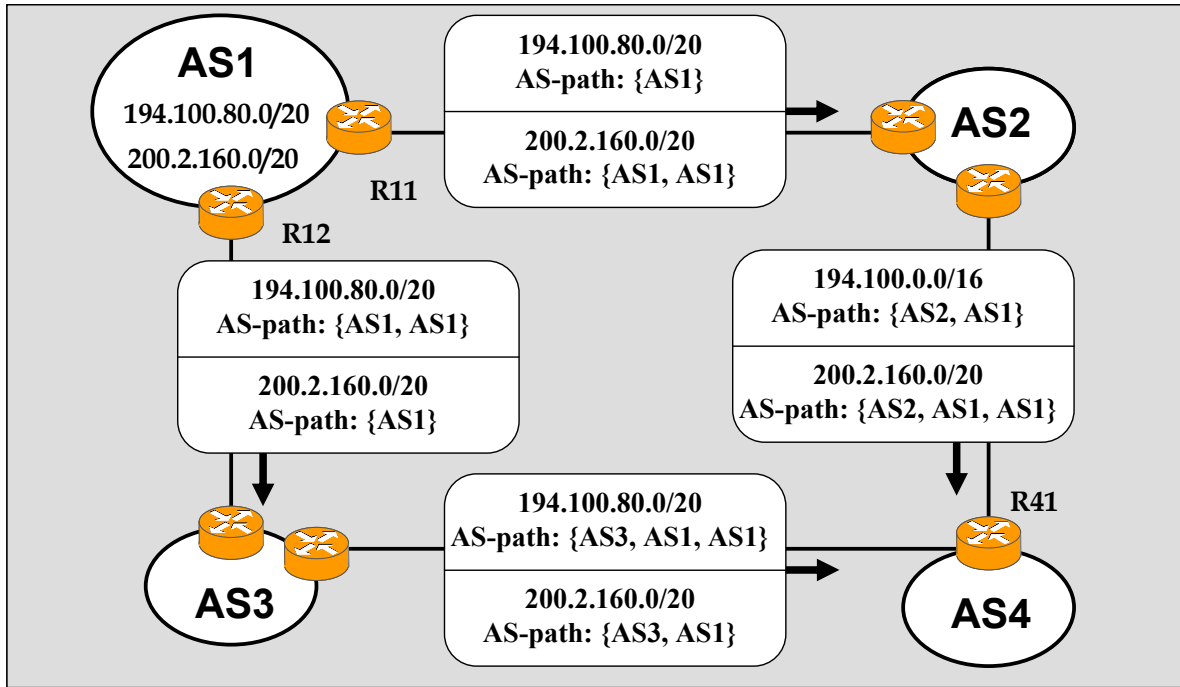 AS1
194.100.80.0/20
200.2.160.0/20
R11
R12
194.100.80.0/20
AS-path: {AS1}
200.2.160.0/20
AS-path: {AS1, AS1}
AS2
194.100.80.0/20
AS-path: {AS1, AS1}
200.2.160.0/20
AS-path: {AS1}
194.100.0.0/16
AS-path: {AS2, AS1}
200.2.160.0/20
AS-path: {AS2, AS1, AS1}
AS3
194.100.80.0/20
AS-path: {AS3, AS1, AS1}
200.2.160.0/20
AS-path: {AS3, AS1}
R41
AS4